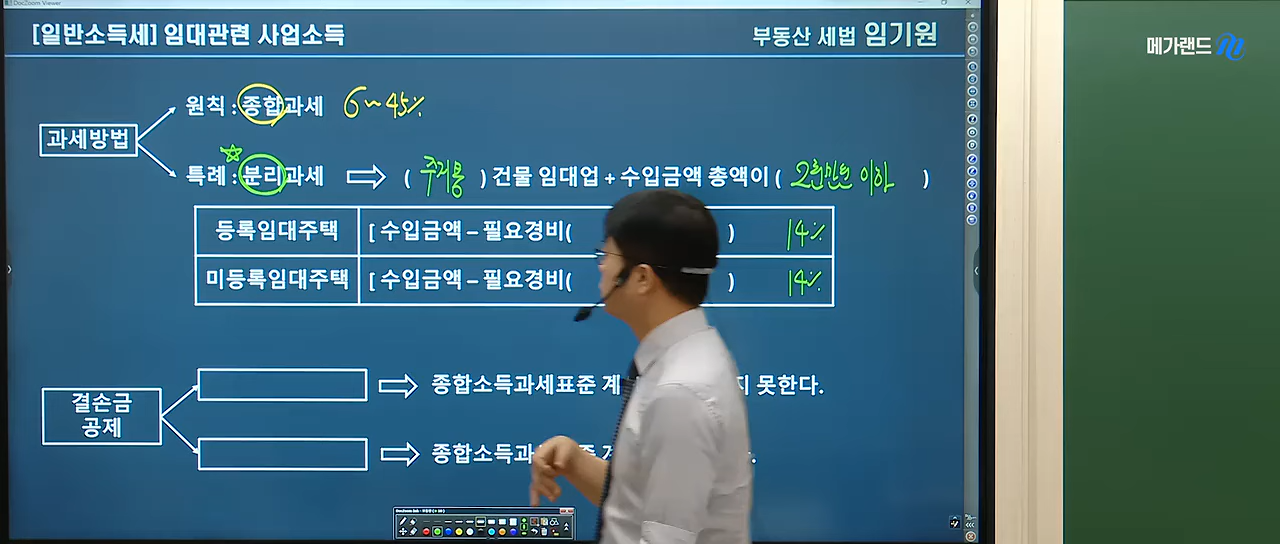 DocZoom Viewer
[일반소득세] 임대관련 사업소득
부동산 세법 임기원
메가랜드
원칙 : 종합과세 6~45%
과세방법
특례 : 분리과세 ( 주거용 ) 건물 임대업 + 수입금액 총액이 ( 2천만원 이하 )
등록임대주택 [ 수입금액 – 필요경비( ) 14%
미등록임대주택 [ 수입금액 – 필요경비( ) 14%
종합소득과세표준 계 지 못한다.
결손금
공제
종합소득과